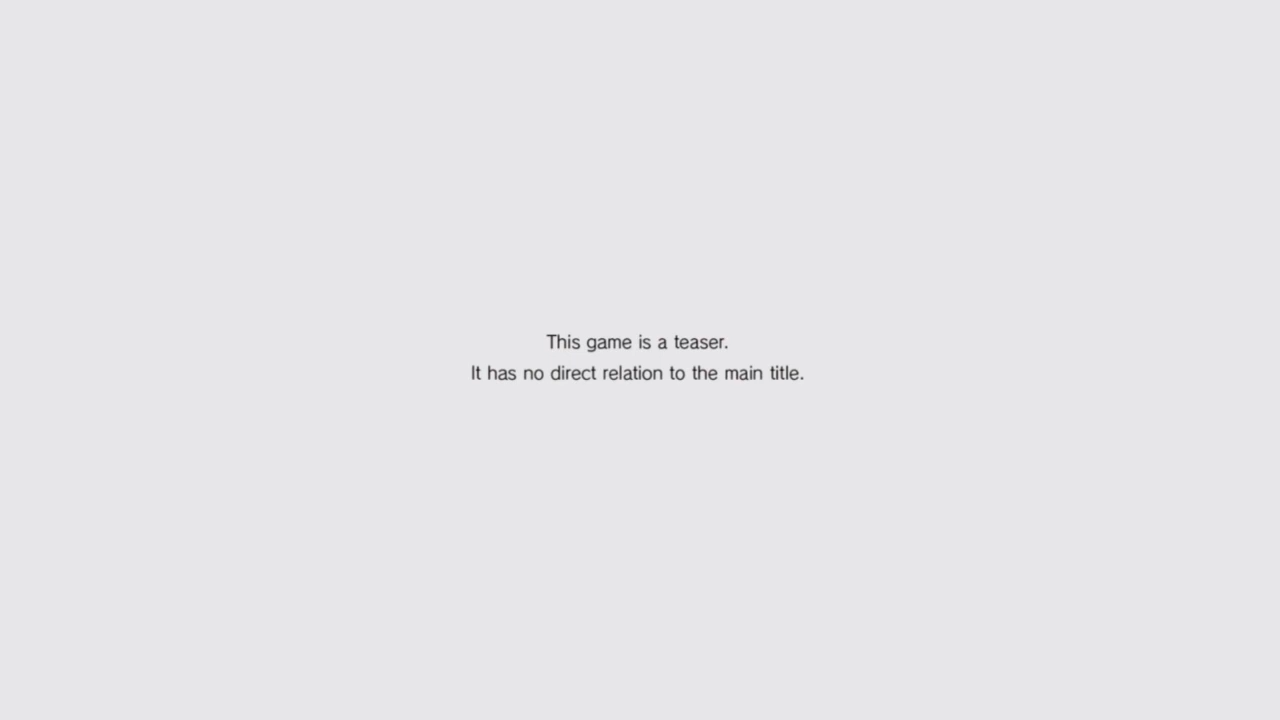 This game is a teaser.
It has no direct relation to the main title.